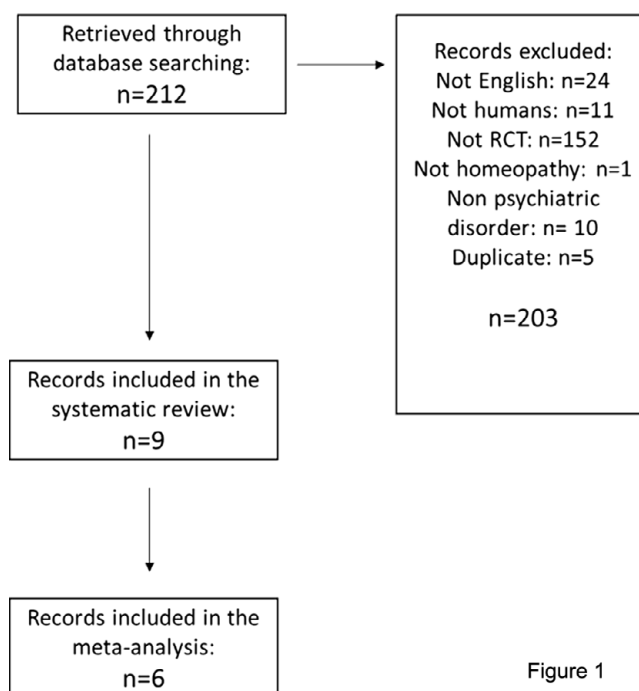 Retrieved through
database searching:
n=212
Records excluded:
Not English: n=24
Not humans: n=11
Not RCT: n=152
Not homeopathy: n=1
Non psychiatric
disorder: n= 10
Duplicate: n=5
n=203
Records included in the
systematic review:
n=9
Records included in the
meta-analysis:
n=6
Figure 1